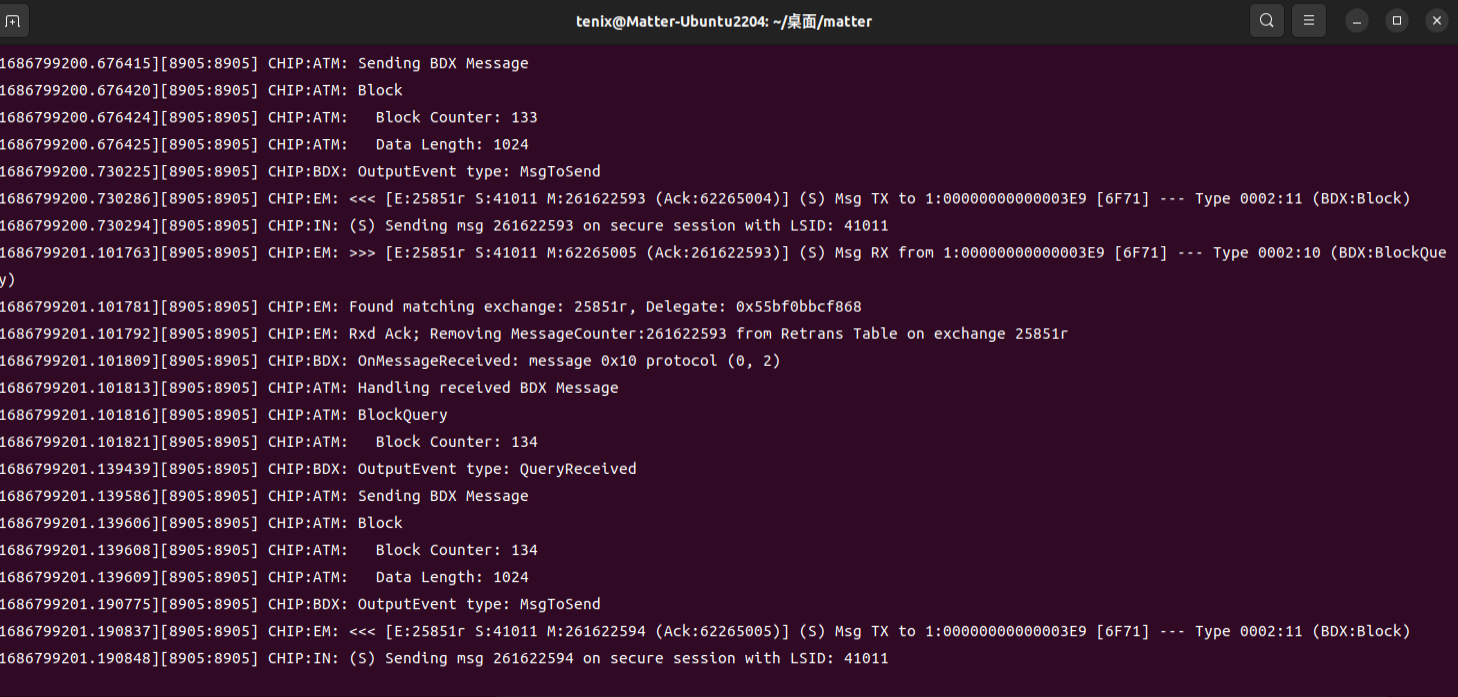 tenix@Matter-Ubuntu2204: ~/桌面/matter
1686799200.676415][8905:8905] CHIP:ATM: Sending BDX Message
1686799200.676420][8905:8905] CHIP:ATM: Block
1686799200.676424][8905:8905] CHIP:ATM:   Block Counter: 133
1686799200.676425][8905:8905] CHIP:ATM:   Data Length: 1024
1686799200.730225][8905:8905] CHIP:BDX: OutputEvent type: MsgToSend
1686799200.730286][8905:8905] CHIP:EM: <<< [E:25851r S:41011 M:261622593 (Ack:62265004)] (S) Msg TX to 1:00000000000003E9 [6F71] --- Type 0002:11 (BDX:Block)
1686799200.730294][8905:8905] CHIP:IN: (S) Sending msg 261622593 on secure session with LSID: 41011
1686799201.101763][8905:8905] CHIP:EM: >>> [E:25851r S:41011 M:62265005 (Ack:261622593)] (S) Msg RX from 1:00000000000003E9 [6F71] --- Type 0002:10 (BDX:BlockQue
y)
1686799201.101781][8905:8905] CHIP:EM: Found matching exchange: 25851r, Delegate: 0x55bf0bbcf868
1686799201.101792][8905:8905] CHIP:EM: Rxd Ack; Removing MessageCounter:261622593 from Retrans Table on exchange 25851r
1686799201.101809][8905:8905] CHIP:BDX: OnMessageReceived: message 0x10 protocol (0, 2)
1686799201.101813][8905:8905] CHIP:ATM: Handling received BDX Message
1686799201.101816][8905:8905] CHIP:ATM: BlockQuery
1686799201.101821][8905:8905] CHIP:ATM:   Block Counter: 134
1686799201.139439][8905:8905] CHIP:BDX: OutputEvent type: QueryReceived
1686799201.139586][8905:8905] CHIP:ATM: Sending BDX Message
1686799201.139606][8905:8905] CHIP:ATM: Block
1686799201.139608][8905:8905] CHIP:ATM:   Block Counter: 134
1686799201.139609][8905:8905] CHIP:ATM:   Data Length: 1024
1686799201.190775][8905:8905] CHIP:BDX: OutputEvent type: MsgToSend
1686799201.190837][8905:8905] CHIP:EM: <<< [E:25851r S:41011 M:261622594 (Ack:62265005)] (S) Msg TX to 1:00000000000003E9 [6F71] --- Type 0002:11 (BDX:Block)
1686799201.190848][8905:8905] CHIP:IN: (S) Sending msg 261622594 on secure session with LSID: 41011